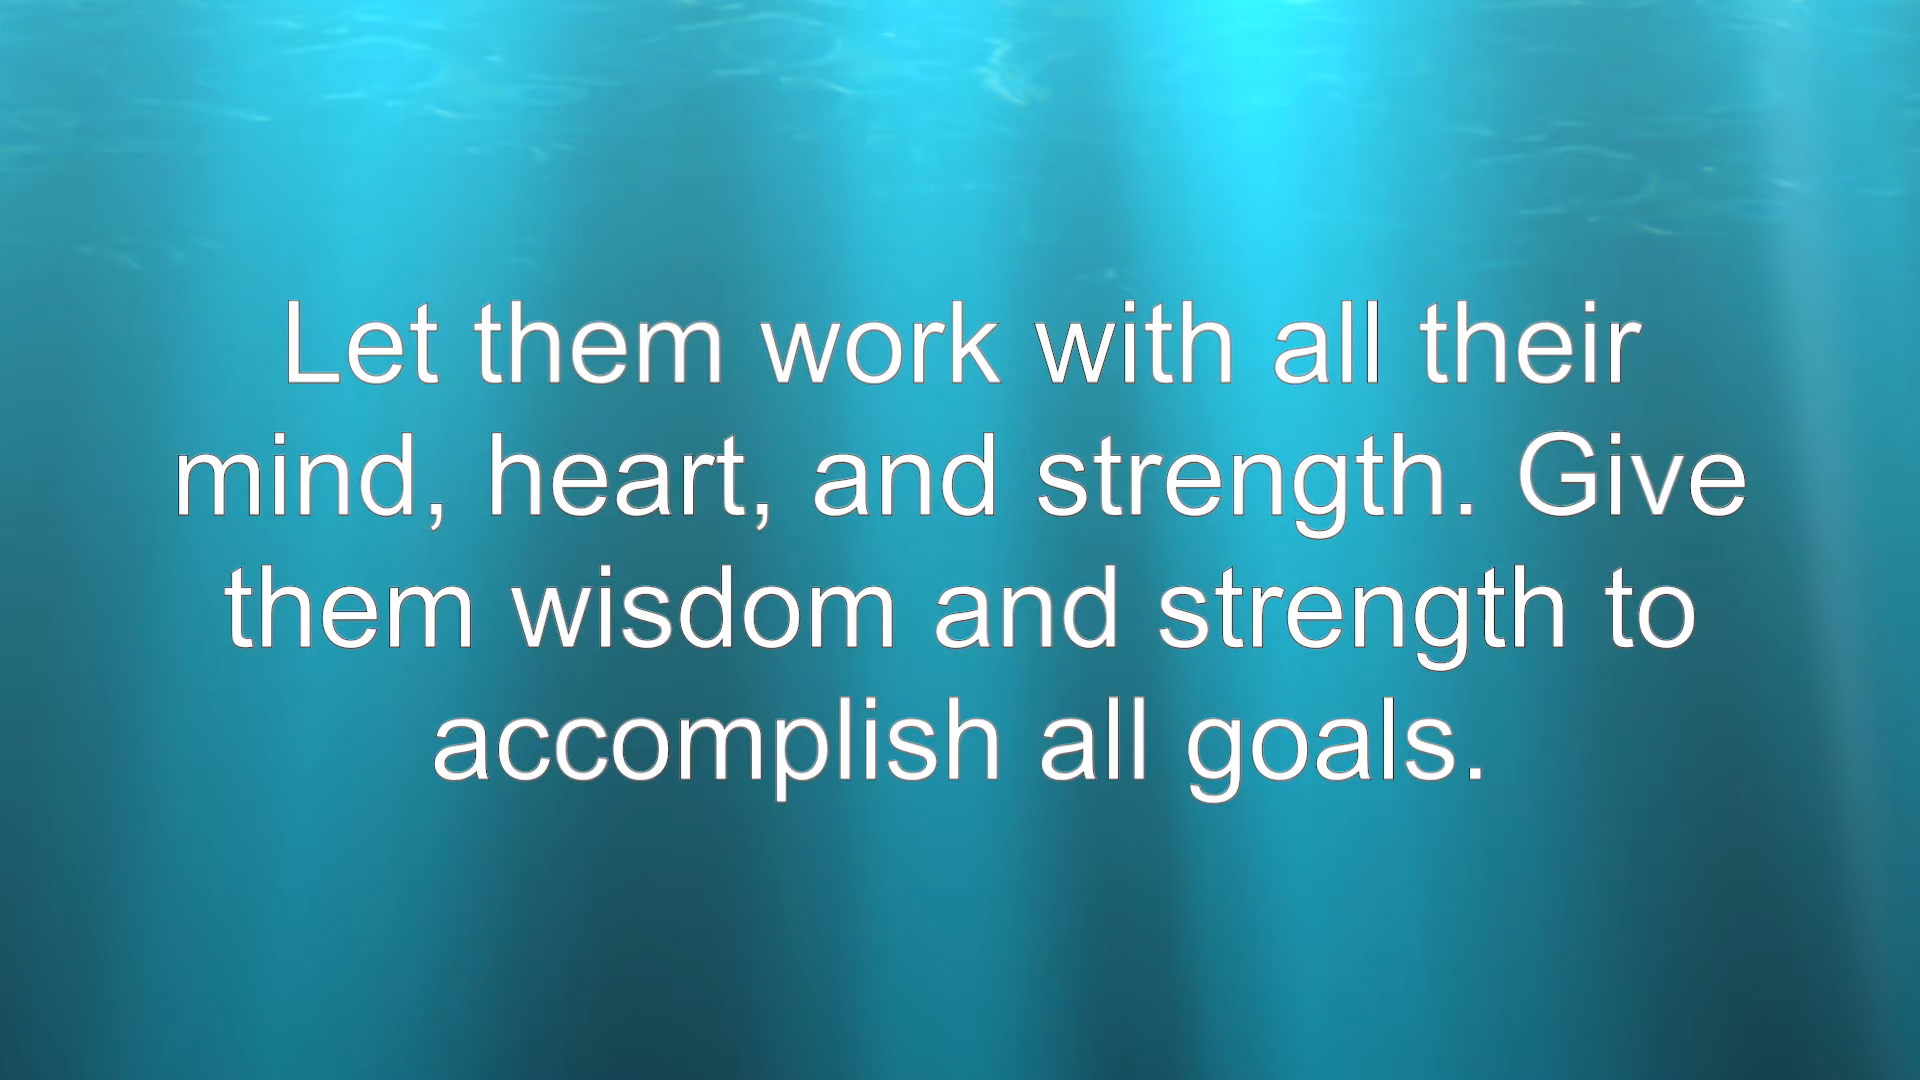 Let them work with all their
mind, heart, and strength. Give
them wisdom and strength to
accomplish all goals.